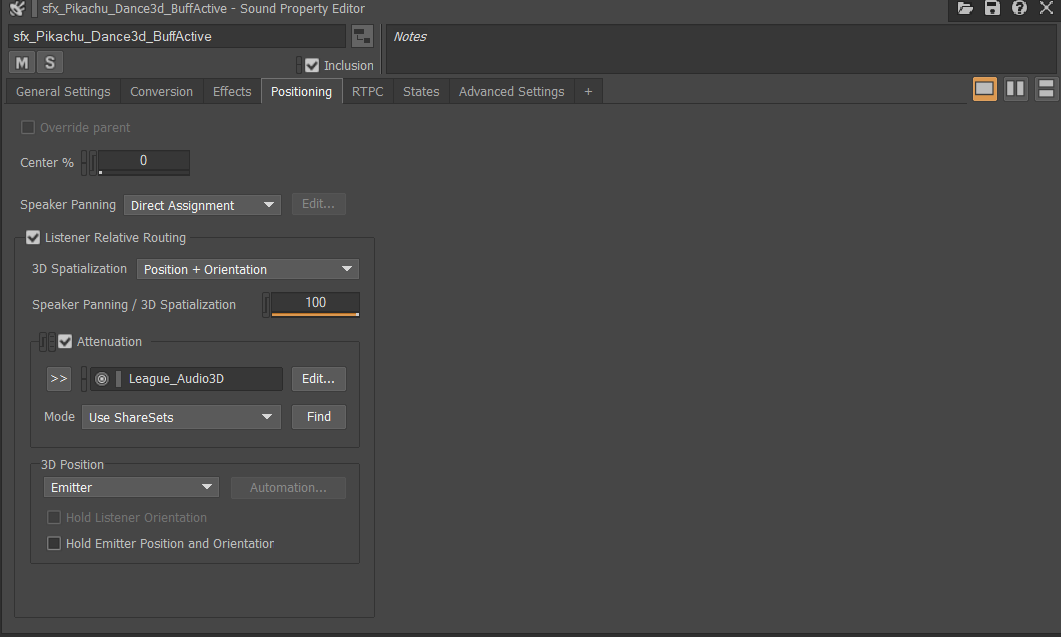 sfx_Pikachu_Dance3d_BuffActive - Sound Property Editor
sfx_Pikachu_Dance3d_BuffActive
Notes
M S
Inclusion
General Settings Conversion Effects Positioning RTPC States Advanced Settings +
Override parent
Center % 0
Speaker Panning Direct Assignment Edit...
Listener Relative Routing
3D Spatialization Position + Orientation
Speaker Panning / 3D Spatialization 100
Attenuation
>> League_Audio3D Edit...
Mode Use ShareSets Find
3D Position
Emitter Automation...
Hold Listener Orientation
Hold Emitter Position and Orientatior